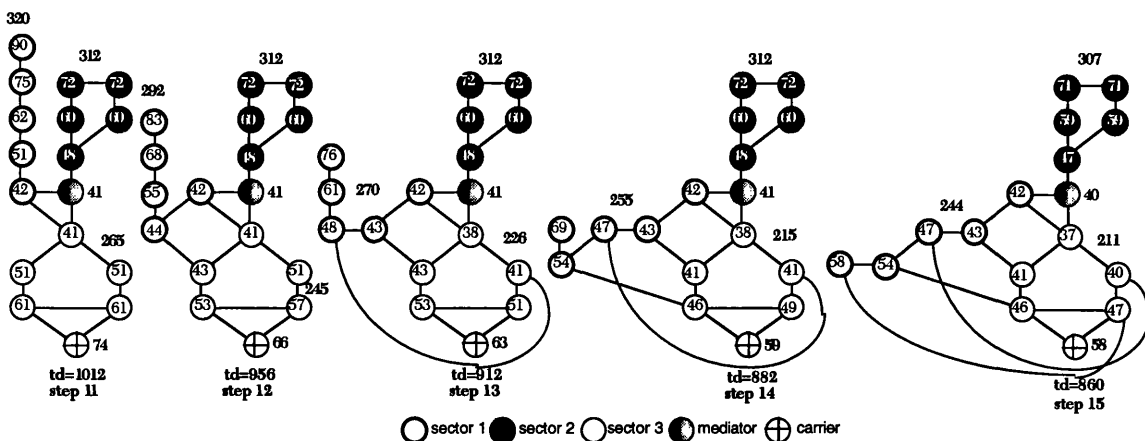 320
90
312
75
72 72
62
60 60
51
48
42 41
41
265
51 51
61 61
74
td=1012
step 11
312
292
72 72
83
60 60
68
48
55
42 41
44 41
43 51
245
53 57
66
td=956
step 12
312
72 72
60 60
76 48
61 270 42 41
48 43 38
226
43 41
53 51
63
td=912
step 13
312
72 72
60 60
48
255 42 41
69 47 43 38
215
54 41 41
46 49
59
td=882
step 14
307
71 71
59 59
47
42 40
244
47 43 37
211
58 54 41 40
46 47
58
td=860
step 15
sector 1 sector 2 sector 3 mediator carrier